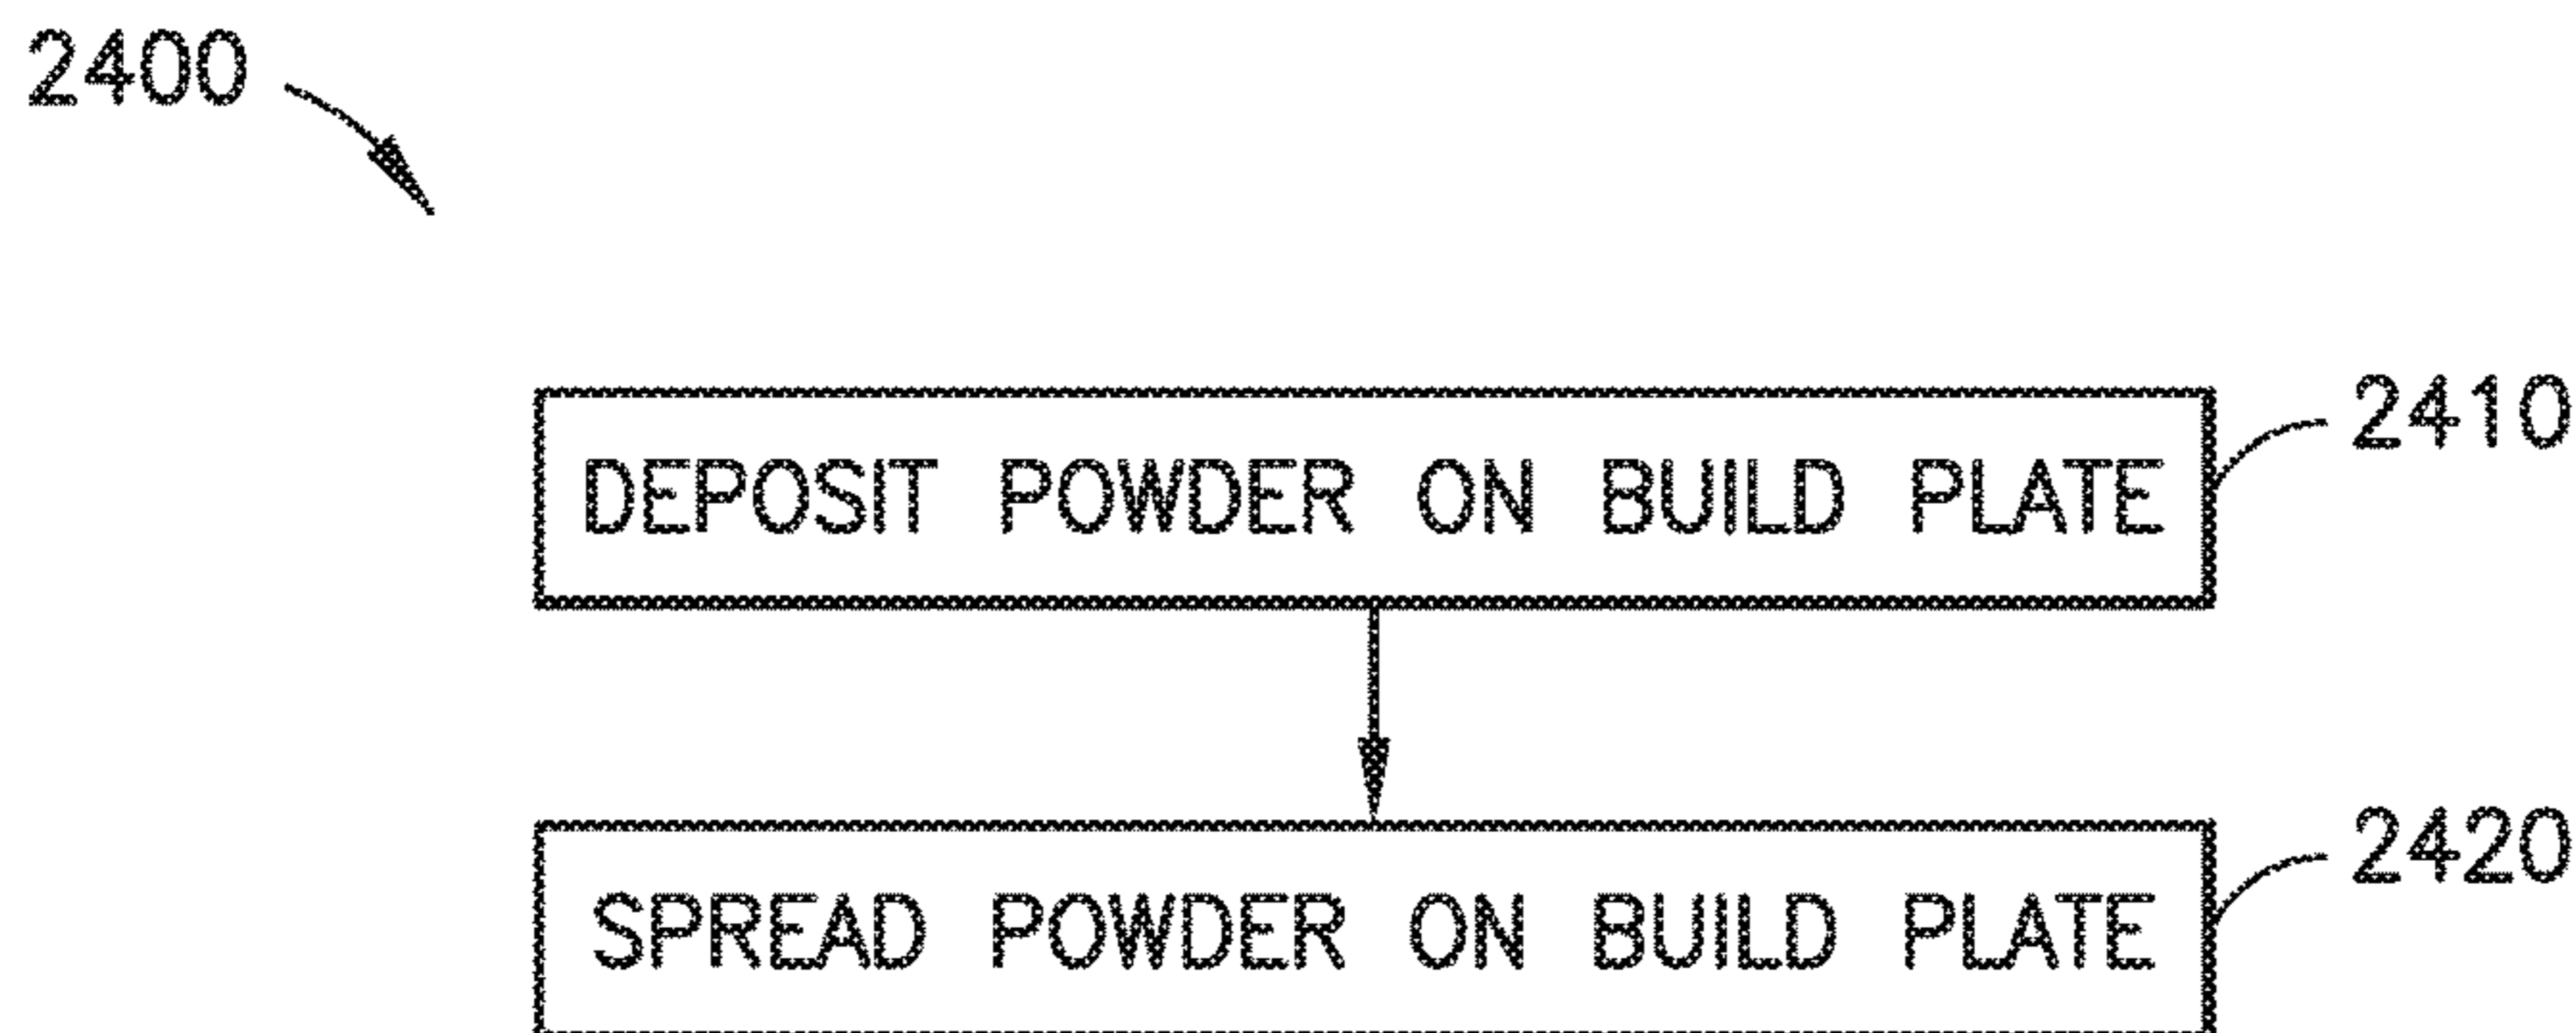 2400
DEPOSIT POWDER ON BUILD PLATE
2410
SPREAD POWDER ON BUILD PLATE
2420